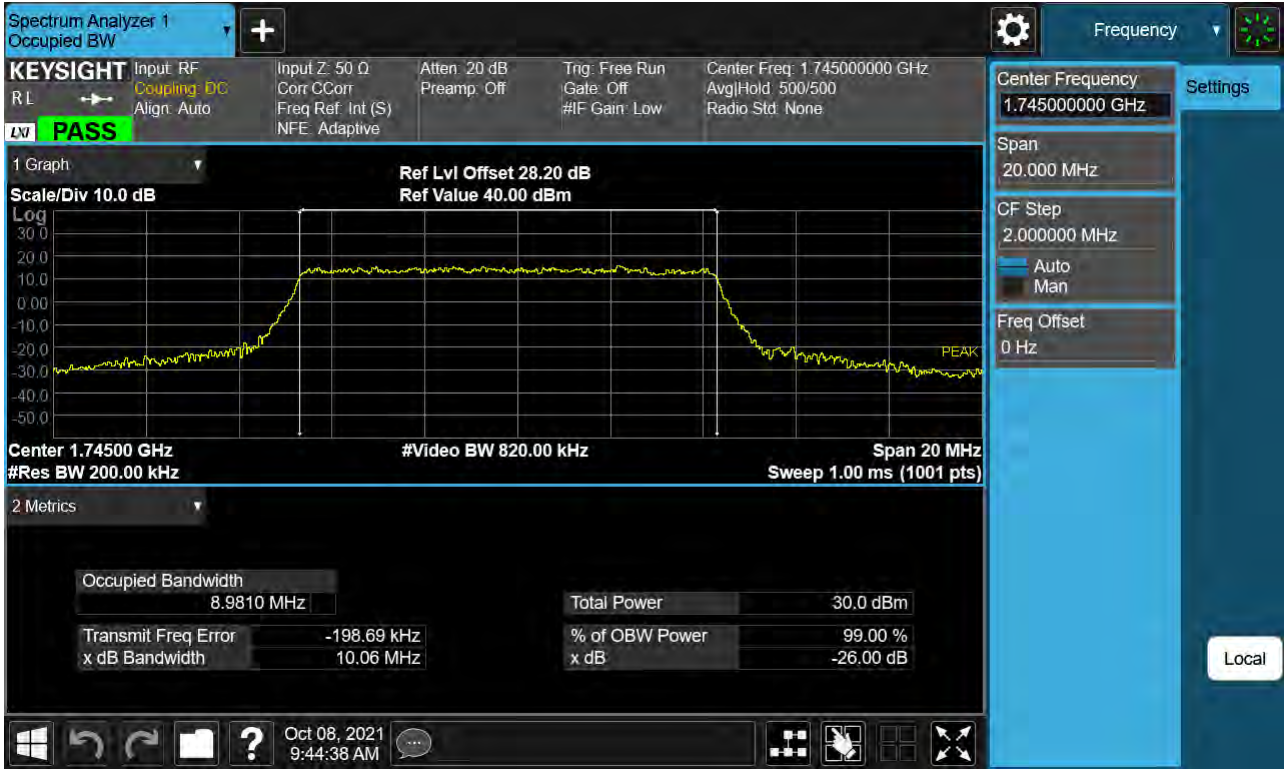 Spectrum Analyzer 1
Occupied BW
+
Frequency
KEYSIGHT
RL
LXI
PASS
Input: RF
Coupling: DC
Align: Auto
Input Z: 50 Ω
Corr CCorr
Freq Ref: Int (S)
NFE: Adaptive
Atten: 20 dB
Preamp: Off
Trig: Free Run
Gate: Off
#IF Gain: Low
Center Freq: 1.745000000 GHz
Avg|Hold: 500/500
Radio Std: None
Center Frequency
1.745000000 GHz
Settings
Span
20.000 MHz
CF Step
2.000000 MHz
Auto
Man
Freq Offset
0 Hz
Local
1 Graph
Scale/Div 10.0 dB
Ref Lvl Offset 28.20 dB
Ref Value 40.00 dBm
Log
30.0
20.0
10.0
0.00
-10.0
-20.0
-30.0
-40.0
-50.0
PEAK
Center 1.74500 GHz
#Video BW 820.00 kHz
Span 20 MHz
#Res BW 200.00 kHz
Sweep 1.00 ms (1001 pts)
2 Metrics
Occupied Bandwidth
8.9810 MHz
Total Power 30.0 dBm
Transmit Freq Error -198.69 kHz
% of OBW Power 99.00 %
x dB Bandwidth 10.06 MHz
x dB -26.00 dB
?
Oct 08, 2021
9:44:38 AM